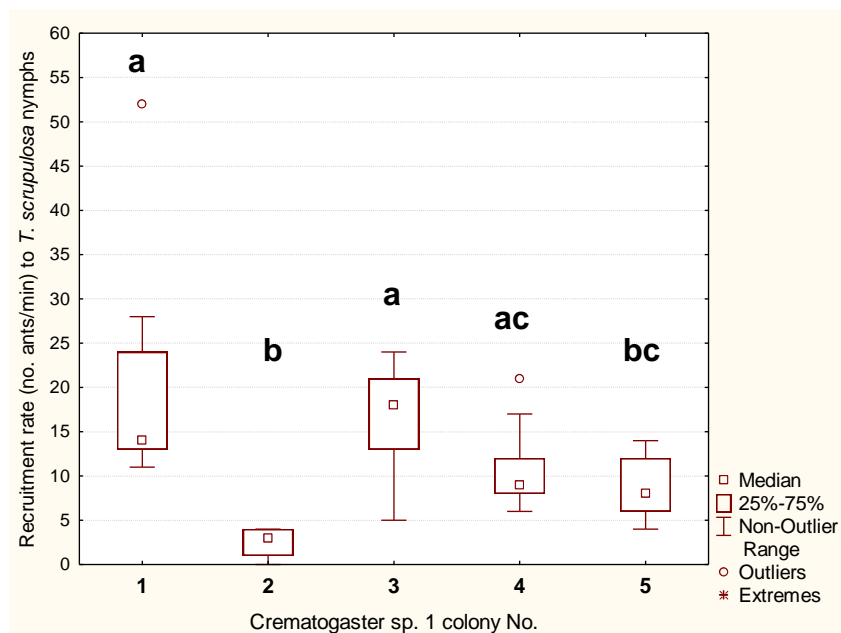 Recruitment rate (no. ants/min) to T. scrupulosa nymphs
60
55
50
45
40
35
30
25
20
15
10
5
0
a
b
a
ac
bc
1 2 3 4 5
Crematogaster sp. 1 colony No.
Median
25%-75%
Non-Outlier
Range
Outliers
Extremes